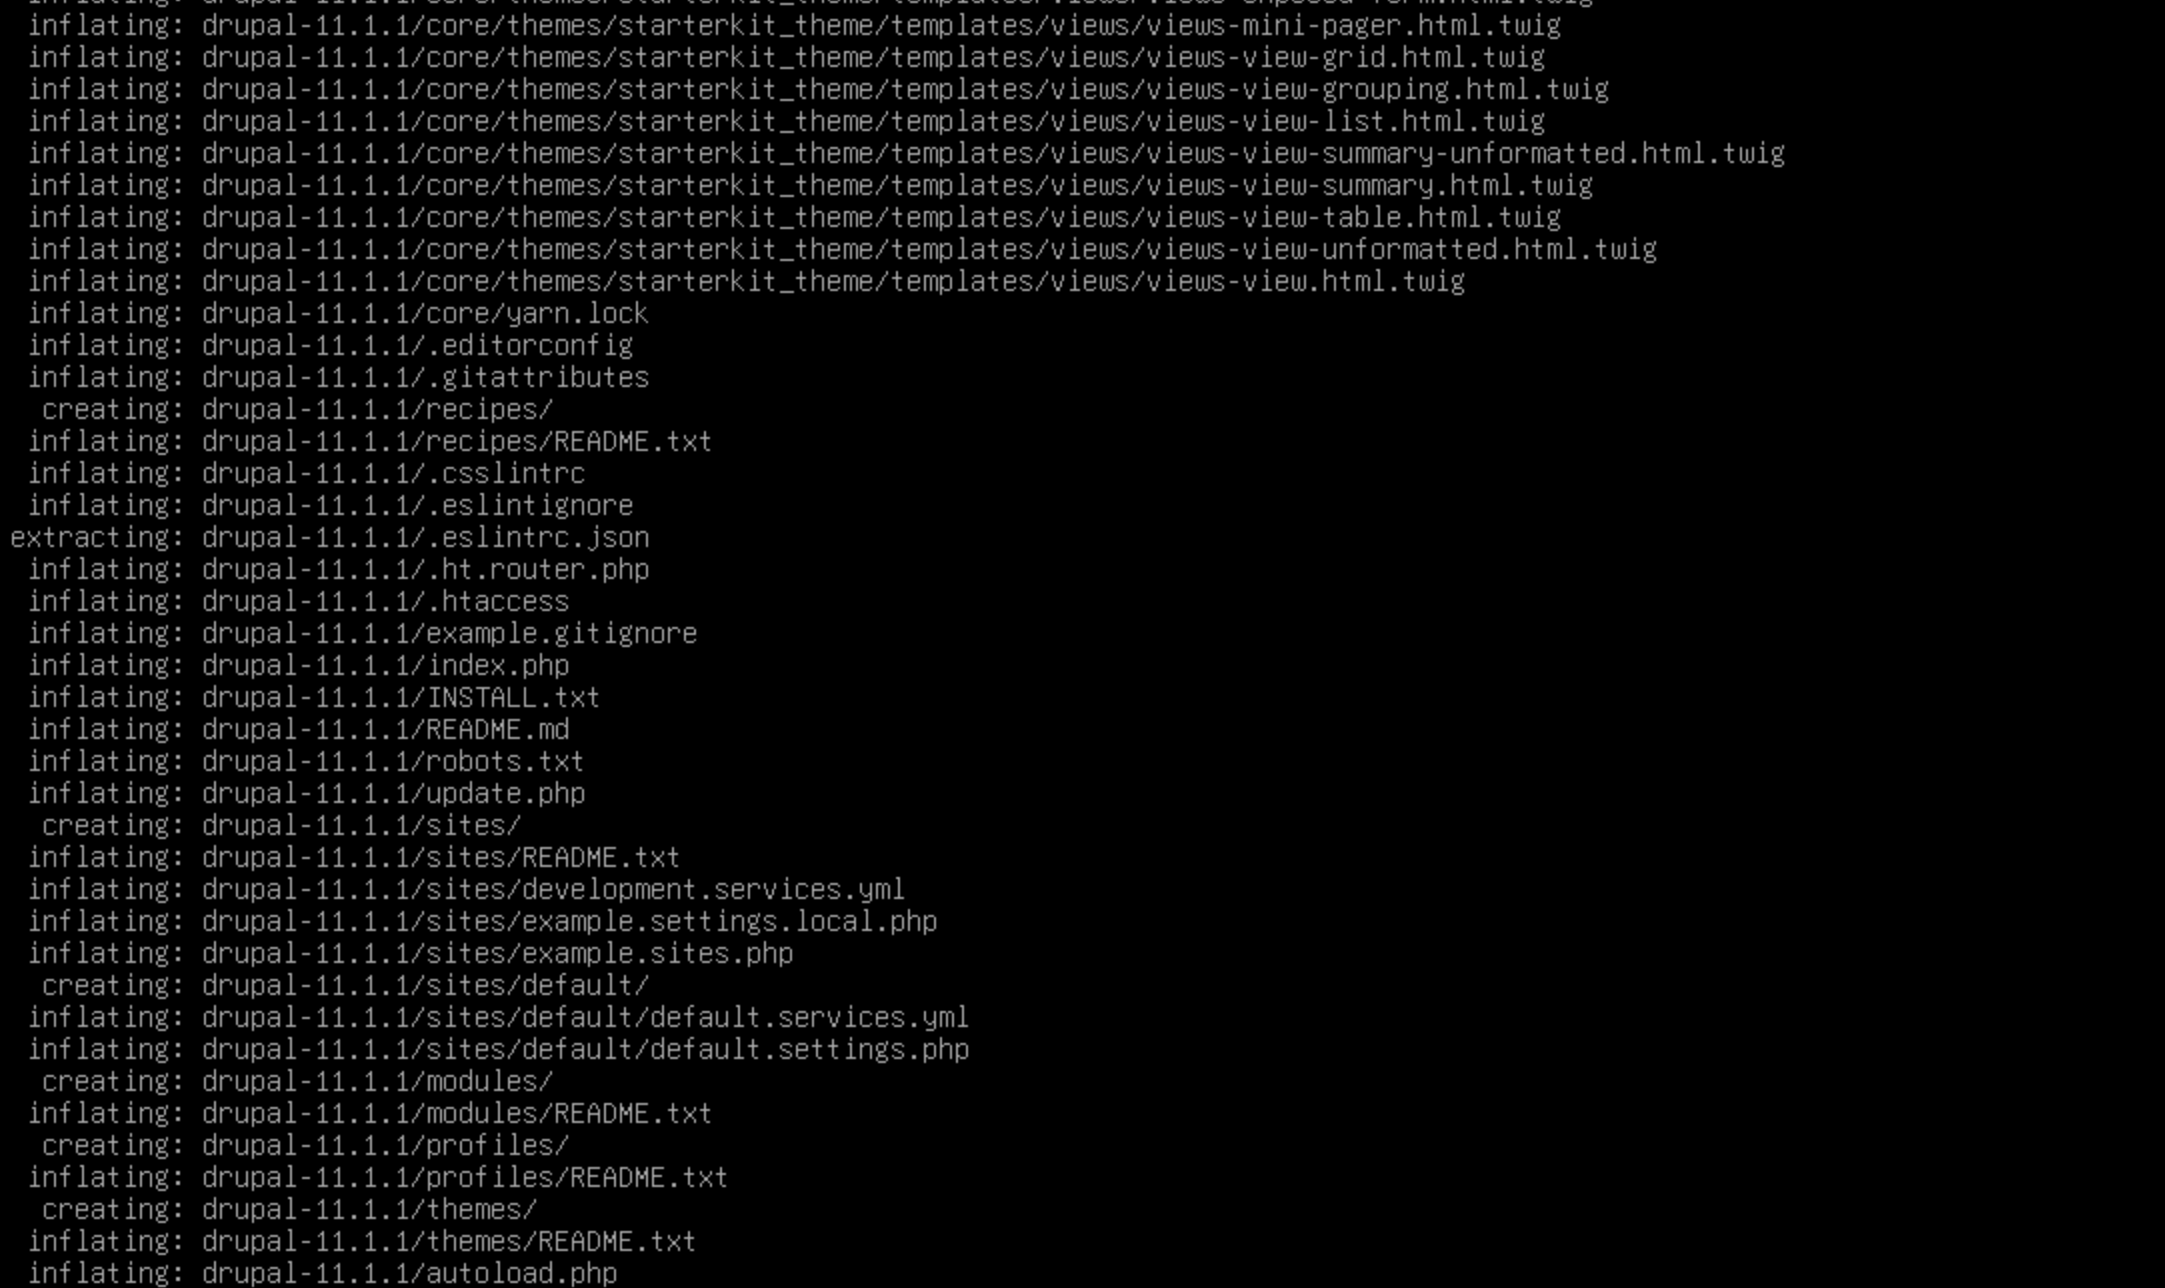 inflating: drupal-11.1.1/core/themes/starterkit_theme/templates/views/views-exposed-form.html.twig
inflating: drupal-11.1.1/core/themes/starterkit_theme/templates/views/views-mini-pager.html.twig
inflating: drupal-11.1.1/core/themes/starterkit_theme/templates/views/views-view-grid.html.twig
inflating: drupal-11.1.1/core/themes/starterkit_theme/templates/views/views-view-grouping.html.twig
inflating: drupal-11.1.1/core/themes/starterkit_theme/templates/views/views-view-list.html.twig
inflating: drupal-11.1.1/core/themes/starterkit_theme/templates/views/views-view-summary-unformatted.html.twig
inflating: drupal-11.1.1/core/themes/starterkit_theme/templates/views/views-view-summary.html.twig
inflating: drupal-11.1.1/core/themes/starterkit_theme/templates/views/views-view-table.html.twig
inflating: drupal-11.1.1/core/themes/starterkit_theme/templates/views/views-view-unformatted.html.twig
inflating: drupal-11.1.1/core/themes/starterkit_theme/templates/views/views-view.html.twig
inflating: drupal-11.1.1/core/yarn.lock
inflating: drupal-11.1.1/.editorconfig
inflating: drupal-11.1.1/.gitattributes
creating: drupal-11.1.1/recipes/
inflating: drupal-11.1.1/recipes/README.txt
inflating: drupal-11.1.1/.csslintrc
inflating: drupal-11.1.1/.eslintignore
extracting: drupal-11.1.1/.eslintrc.json
inflating: drupal-11.1.1/.ht.router.php
inflating: drupal-11.1.1/.htaccess
inflating: drupal-11.1.1/example.gitignore
inflating: drupal-11.1.1/index.php
inflating: drupal-11.1.1/INSTALL.txt
inflating: drupal-11.1.1/README.md
inflating: drupal-11.1.1/robots.txt
inflating: drupal-11.1.1/update.php
creating: drupal-11.1.1/sites/
inflating: drupal-11.1.1/sites/README.txt
inflating: drupal-11.1.1/sites/development.services.yml
inflating: drupal-11.1.1/sites/example.settings.local.php
inflating: drupal-11.1.1/sites/example.sites.php
creating: drupal-11.1.1/sites/default/
inflating: drupal-11.1.1/sites/default/default.services.yml
inflating: drupal-11.1.1/sites/default/default.settings.php
creating: drupal-11.1.1/modules/
inflating: drupal-11.1.1/modules/README.txt
creating: drupal-11.1.1/profiles/
inflating: drupal-11.1.1/profiles/README.txt
creating: drupal-11.1.1/themes/
inflating: drupal-11.1.1/themes/README.txt
inflating: drupal-11.1.1/autoload.php